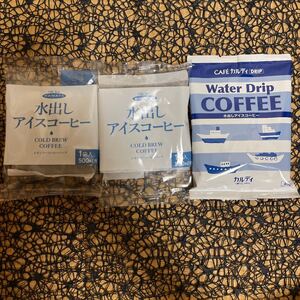 水出し
アイスコーヒー
COLD BREW
COFFEE
1袋入
水出し
アイスコーヒー
COLD BREW
COFFEE
CAFÉ カルディ DRIP
Water Drip
COFFEE
水出しアイスコーヒー
カルディ